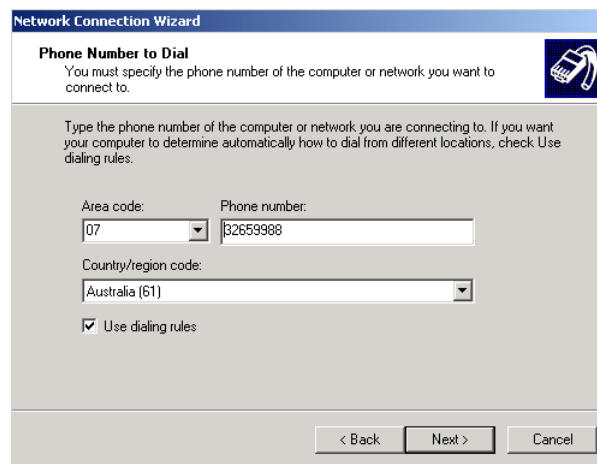 Network Connection Wizard
Phone Number to Dial
You must specify the phone number of the computer or network you want to
connect to.
Type the phone number of the computer or network you are connecting to. If you want
your computer to determine automatically how to dial from different locations, check Use
dialing rules.
Area code: Phone number:
07 32659988
Country/region code:
Australia (61)
Use dialing rules
< Back Next > Cancel